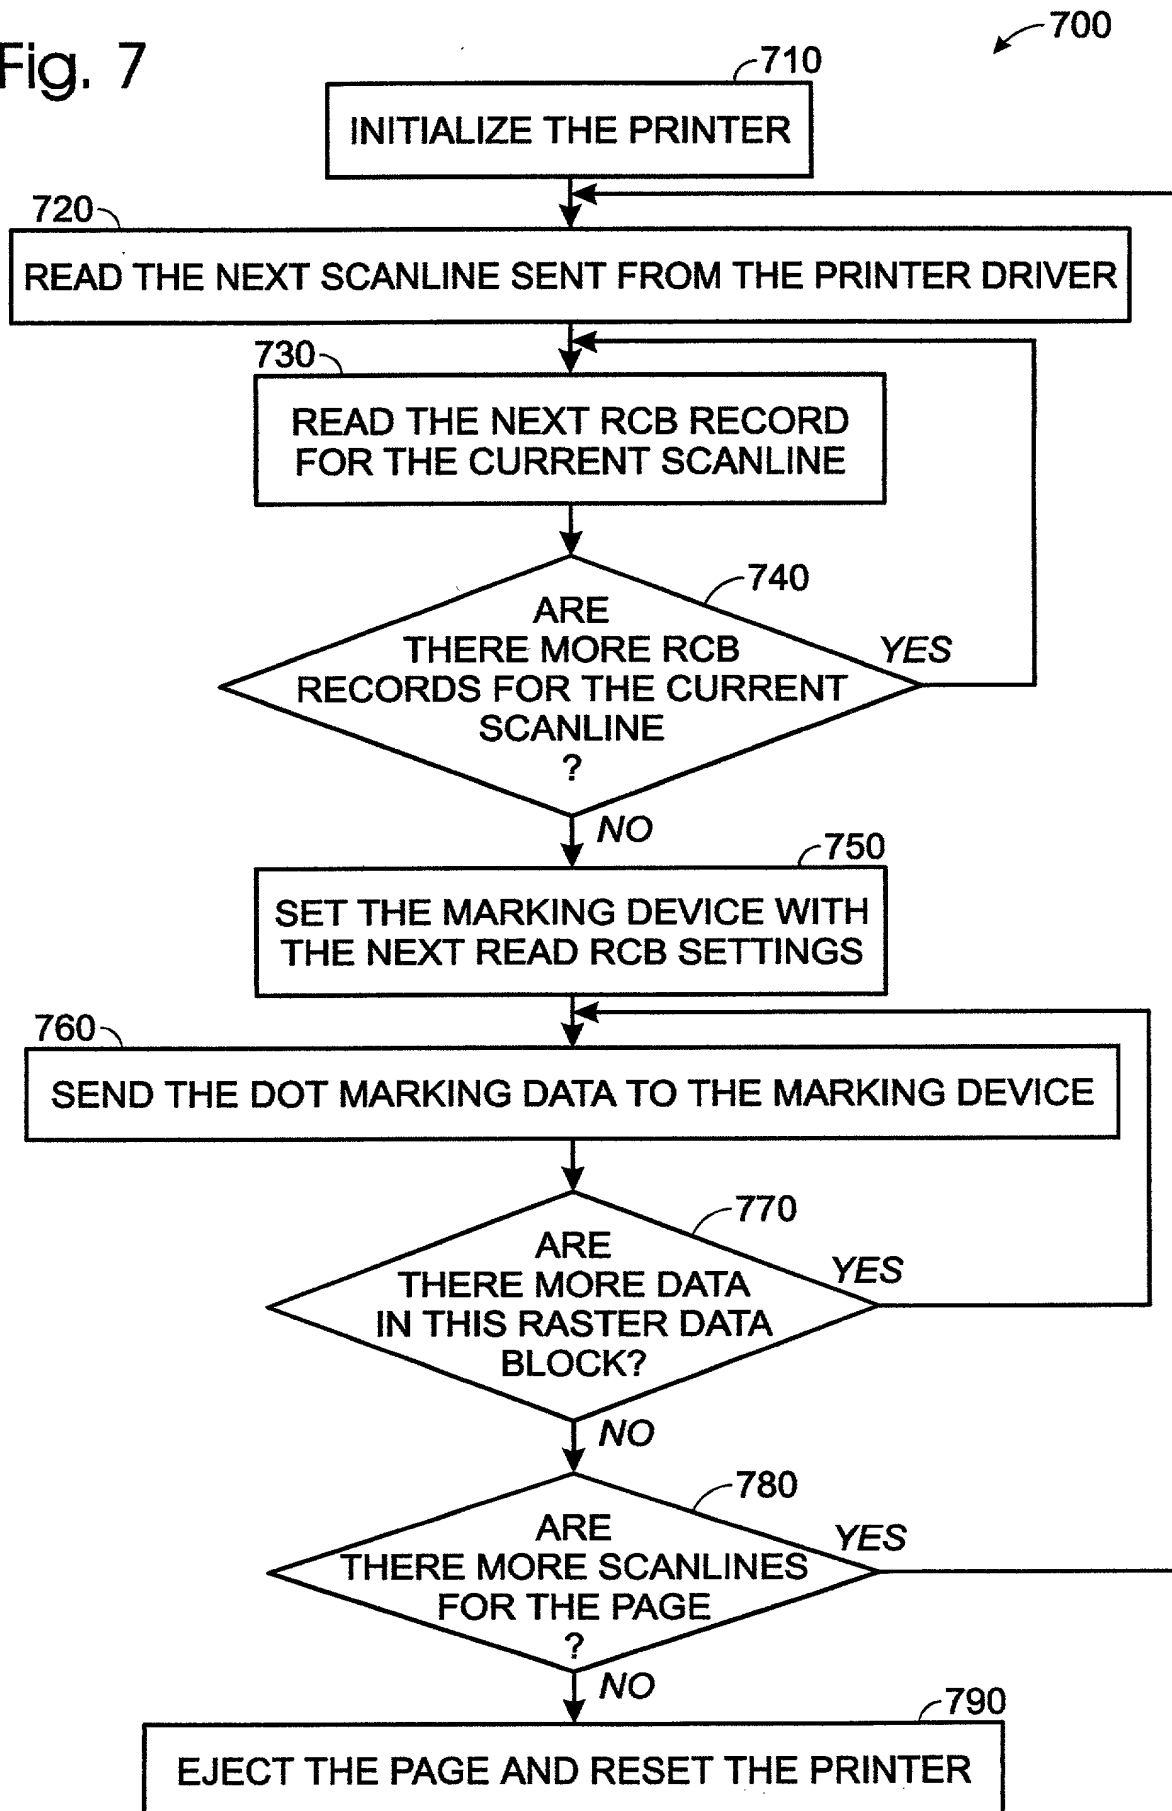 Fig. 7
700
710
INITIALIZE THE PRINTER
720
READ THE NEXT SCANLINE SENT FROM THE PRINTER DRIVER
730
READ THE NEXT RCB RECORD
FOR THE CURRENT SCANLINE
740
ARE
THERE MORE RCB
RECORDS FOR THE CURRENT
SCANLINE
?
YES
NO
750
SET THE MARKING DEVICE WITH
THE NEXT READ RCB SETTINGS
760
SEND THE DOT MARKING DATA TO THE MARKING DEVICE
770
ARE
THERE MORE DATA
IN THIS RASTER DATA
BLOCK?
YES
NO
780
ARE
THERE MORE SCANLINES
FOR THE PAGE
?
YES
NO
790
EJECT THE PAGE AND RESET THE PRINTER